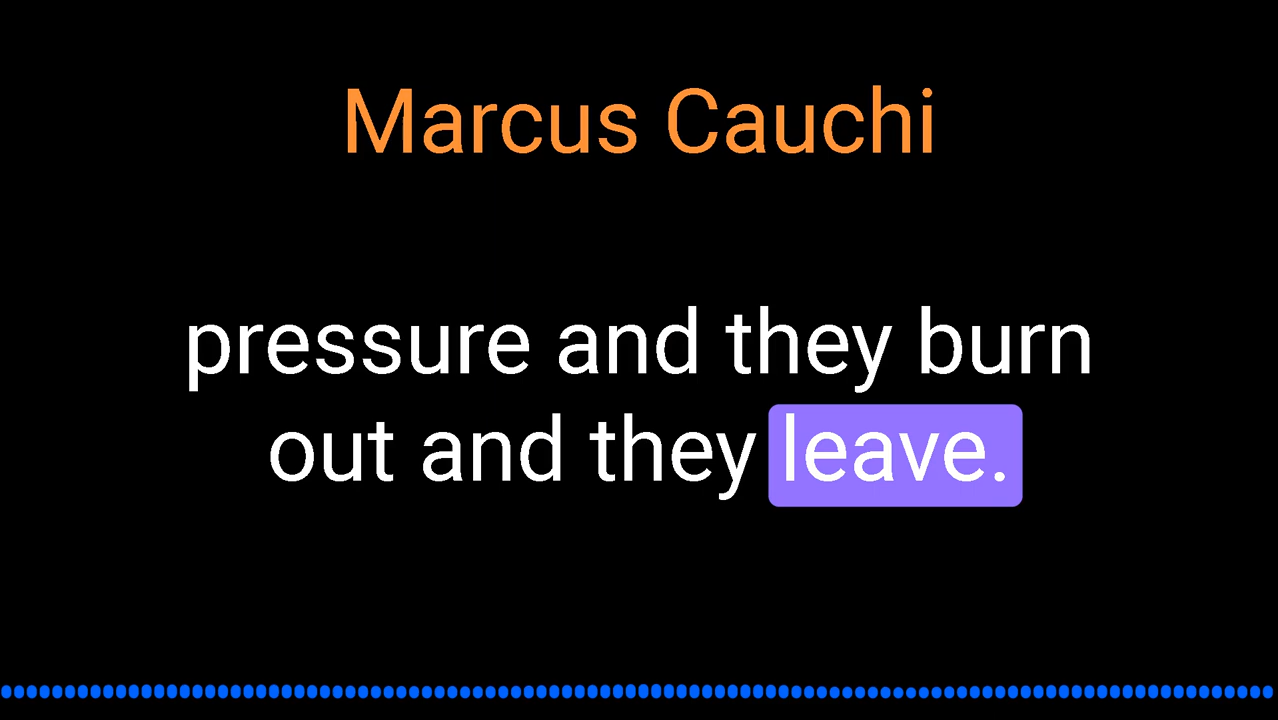 Marcus Cauchi
pressure and they burn
out and they leave.